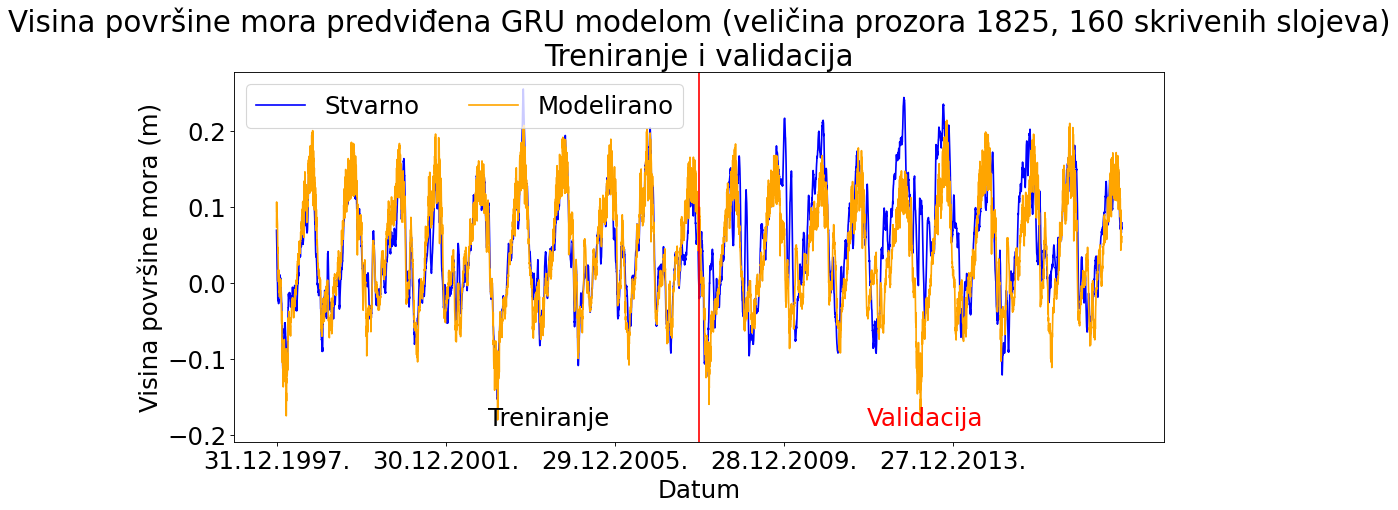 Visina površine mora predviđena GRU modelom (veličina prozora 1825, 160 skrivenih slojeva)
Treniranje i validacija
Stvarno Modelirano
Visina površine mora (m)
0.2
0.1
0.0
−0.1
−0.2
Treniranje Validacija
31.12.1997. 30.12.2001. 29.12.2005. 28.12.2009. 27.12.2013.
Datum